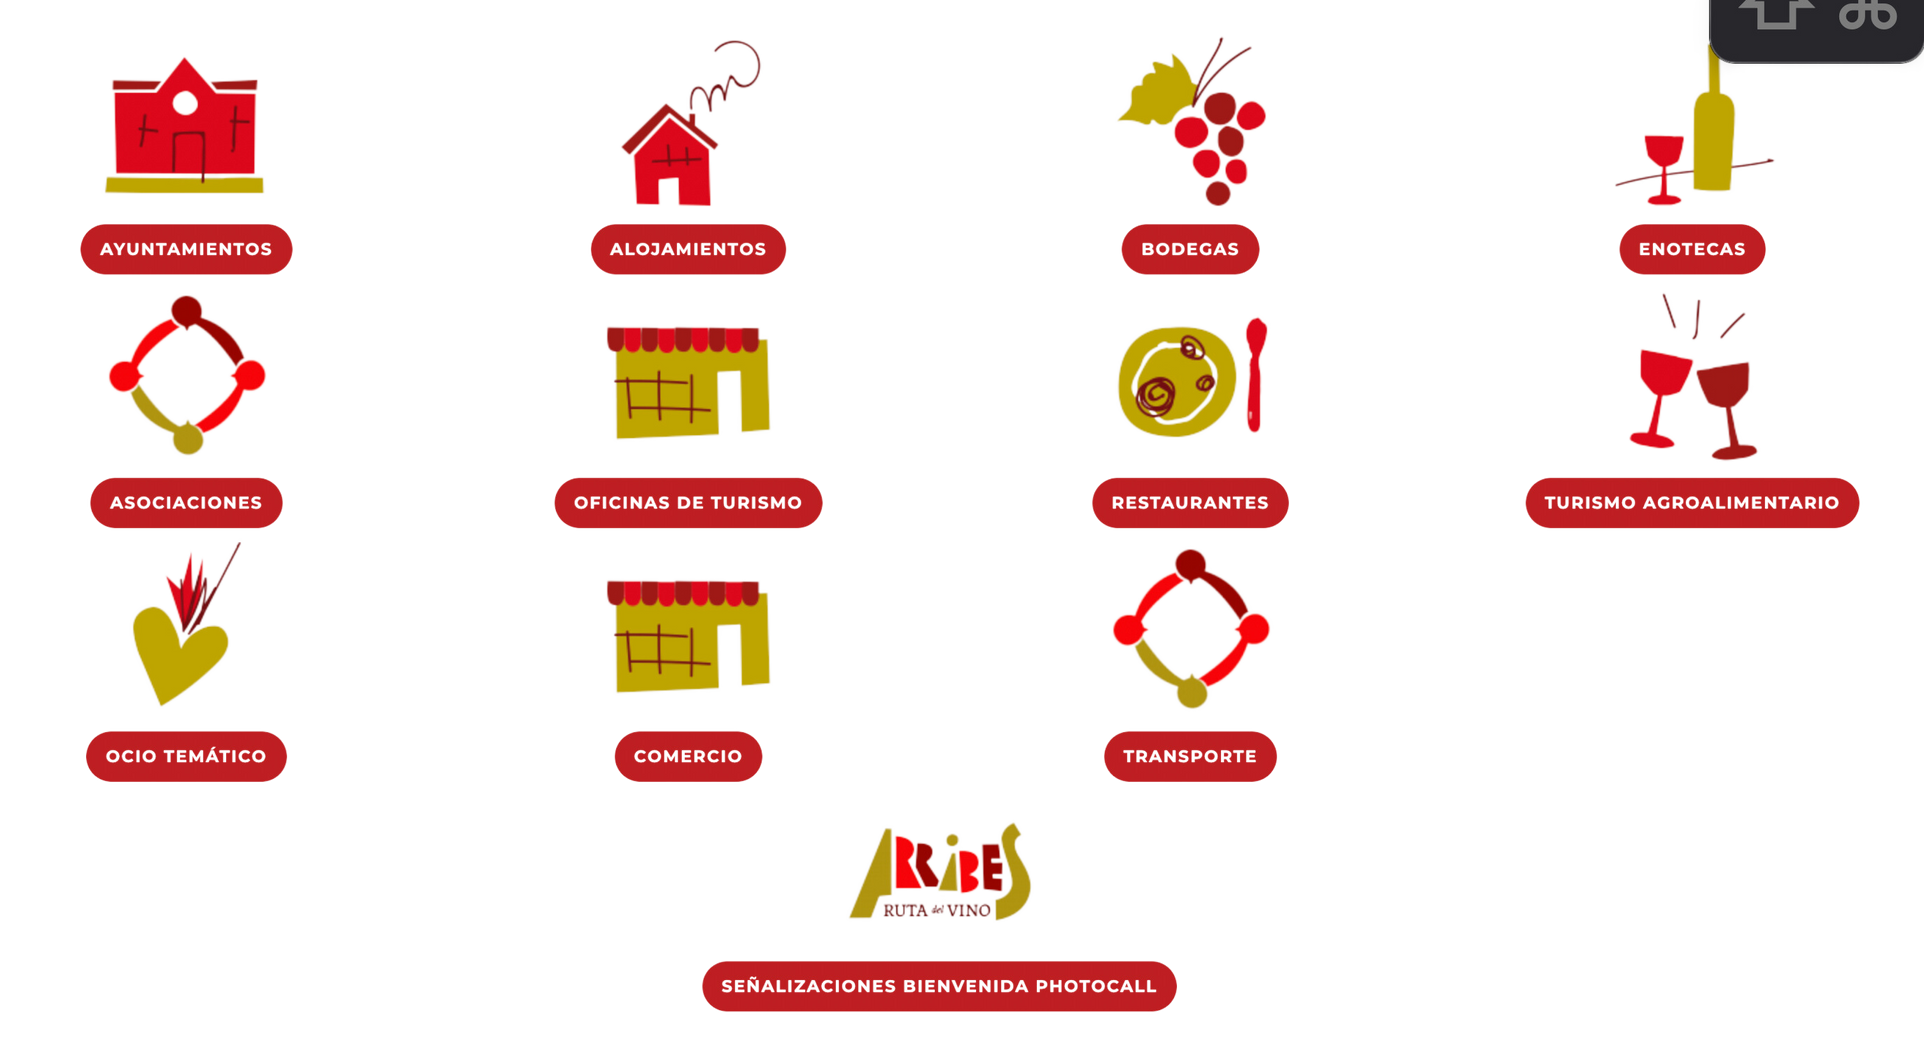 AYUNTAMIENTOS
ALOJAMIENTOS
BODEGAS
ENOTECAS
ASOCIACIONES
OFICINAS DE TURISMO
RESTAURANTES
TURISMO AGROALIMENTARIO
OCIO TEMÁTICO
COMERCIO
TRANSPORTE
ARRIBES
RUTA del VINO
SEÑALIZACIONES BIENVENIDA PHOTOCALL